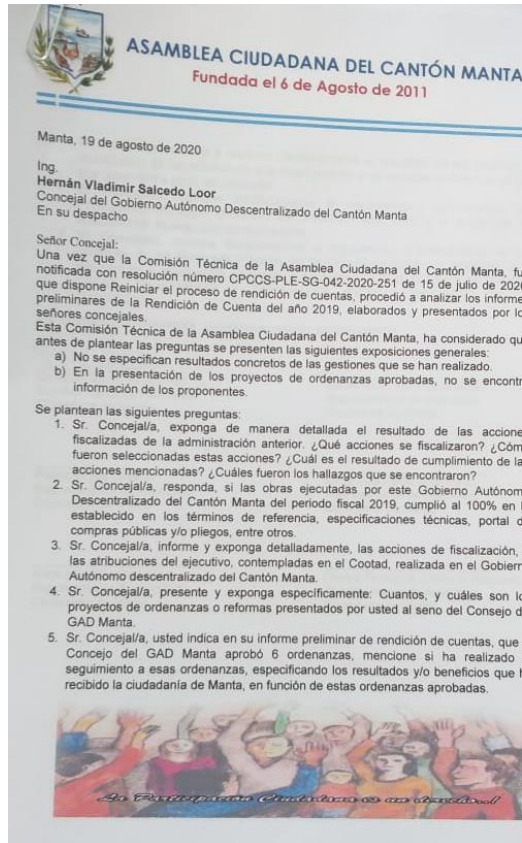 ASAMBLEA CIUDADANA DEL CANTÓN MANTA
Fundada el 6 de Agosto de 2011
Manta, 19 de agosto de 2020
Ing.
Hernán Vladimir Salcedo Loor
Concejal del Gobierno Autónomo Descentralizado del Cantón Manta
En su despacho
Señor Concejal:
Una vez que la Comisión Técnica de la Asamblea Ciudadana del Cantón Manta, fu
notificada con resolución número CPCCS-PLE-SG-042-2020-251 de 15 de julio de 2020
que dispone Reiniciar el proceso de rendición de cuentas, procedió a analizar los informe
preliminares de la Rendición de Cuenta del año 2019, elaborados y presentados por lo
señores concejales.
Esta Comisión Técnica de la Asamblea Ciudadana del Cantón Manta, ha considerado qu
antes de plantear las preguntas se presenten las siguientes exposiciones generales:
a) No se especifican resultados concretos de las gestiones que se han realizado.
b) En la presentación de los proyectos de ordenanzas aprobadas, no se encontr
información de los proponentes.
Se plantean las siguientes preguntas:
1. Sr. Concejal/a, exponga de manera detallada el resultado de las accione
fiscalizadas de la administración anterior. ¿Qué acciones se fiscalizaron? ¿Cóm
fueron seleccionadas estas acciones? ¿Cuál es el resultado de cumplimiento de la
acciones mencionadas? ¿Cuáles fueron los hallazgos que se encontraron?
2. Sr. Concejal/a, responda, si las obras ejecutadas por este Gobierno Autónom
Descentralizado del Cantón Manta del periodo fiscal 2019, cumplió al 100% en l
establecido en los términos de referencia, especificaciones técnicas, portal d
compras públicas y/o pliegos, entre otros.
3. Sr. Concejal/a, informe y exponga detalladamente, las acciones de fiscalización,
las atribuciones del ejecutivo, contempladas en el Cootad, realizada en el Gobiern
Autónomo descentralizado del Cantón Manta.
4. Sr. Concejal/a, presente y exponga específicamente: Cuantos, y cuáles son lo
proyectos de ordenanzas o reformas presentados por usted al seno del Consejo d
GAD Manta.
5. Sr. Concejal/a, usted indica en su informe preliminar de rendición de cuentas, que
Concejo del GAD Manta aprobó 6 ordenanzas, mencione si ha realizado
seguimiento a esas ordenanzas, especificando los resultados y/o beneficios que h
recibido la ciudadanía de Manta, en función de estas ordenanzas aprobadas.
La Participación Ciudadana es un derecho...!